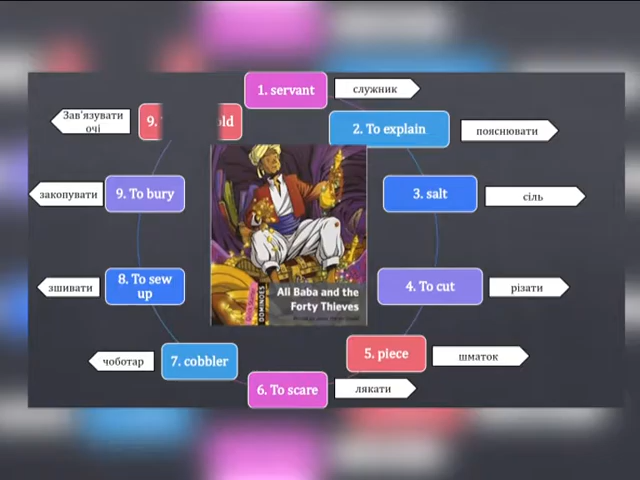 1. servant
служник
2. To explain
пояснювати
3. salt
сіль
4. To cut
різати
5. piece
шматок
6. To scare
лякати
7. cobbler
чоботар
8. To sew
up
зшивати
9. To bury
закопувати
9.
Зав'язувати
очі
Ali Baba and the
Forty Thieves
DOMINOES